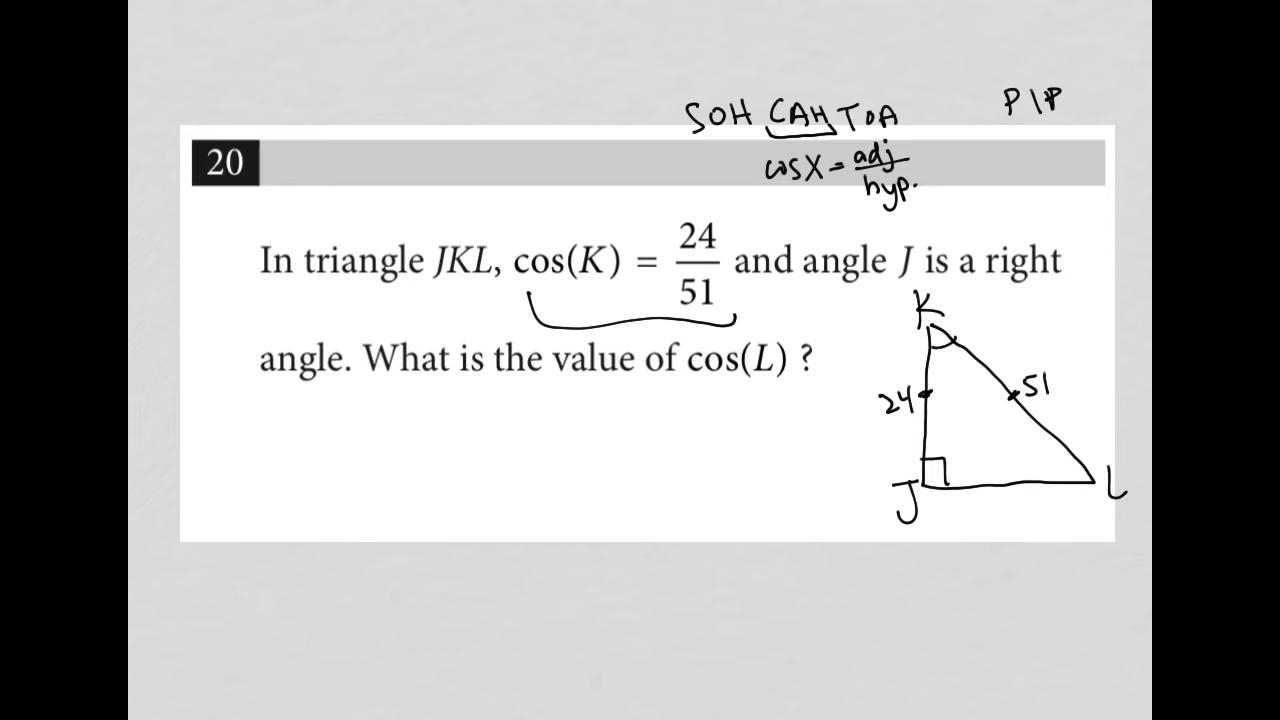 SOH CAH TOA
P | P
20
cos X = adj/hyp.
In triangle JKL, cos(K) = 24/51 and angle J is a right
angle. What is the value of cos(L) ?
K
24
51
J
L